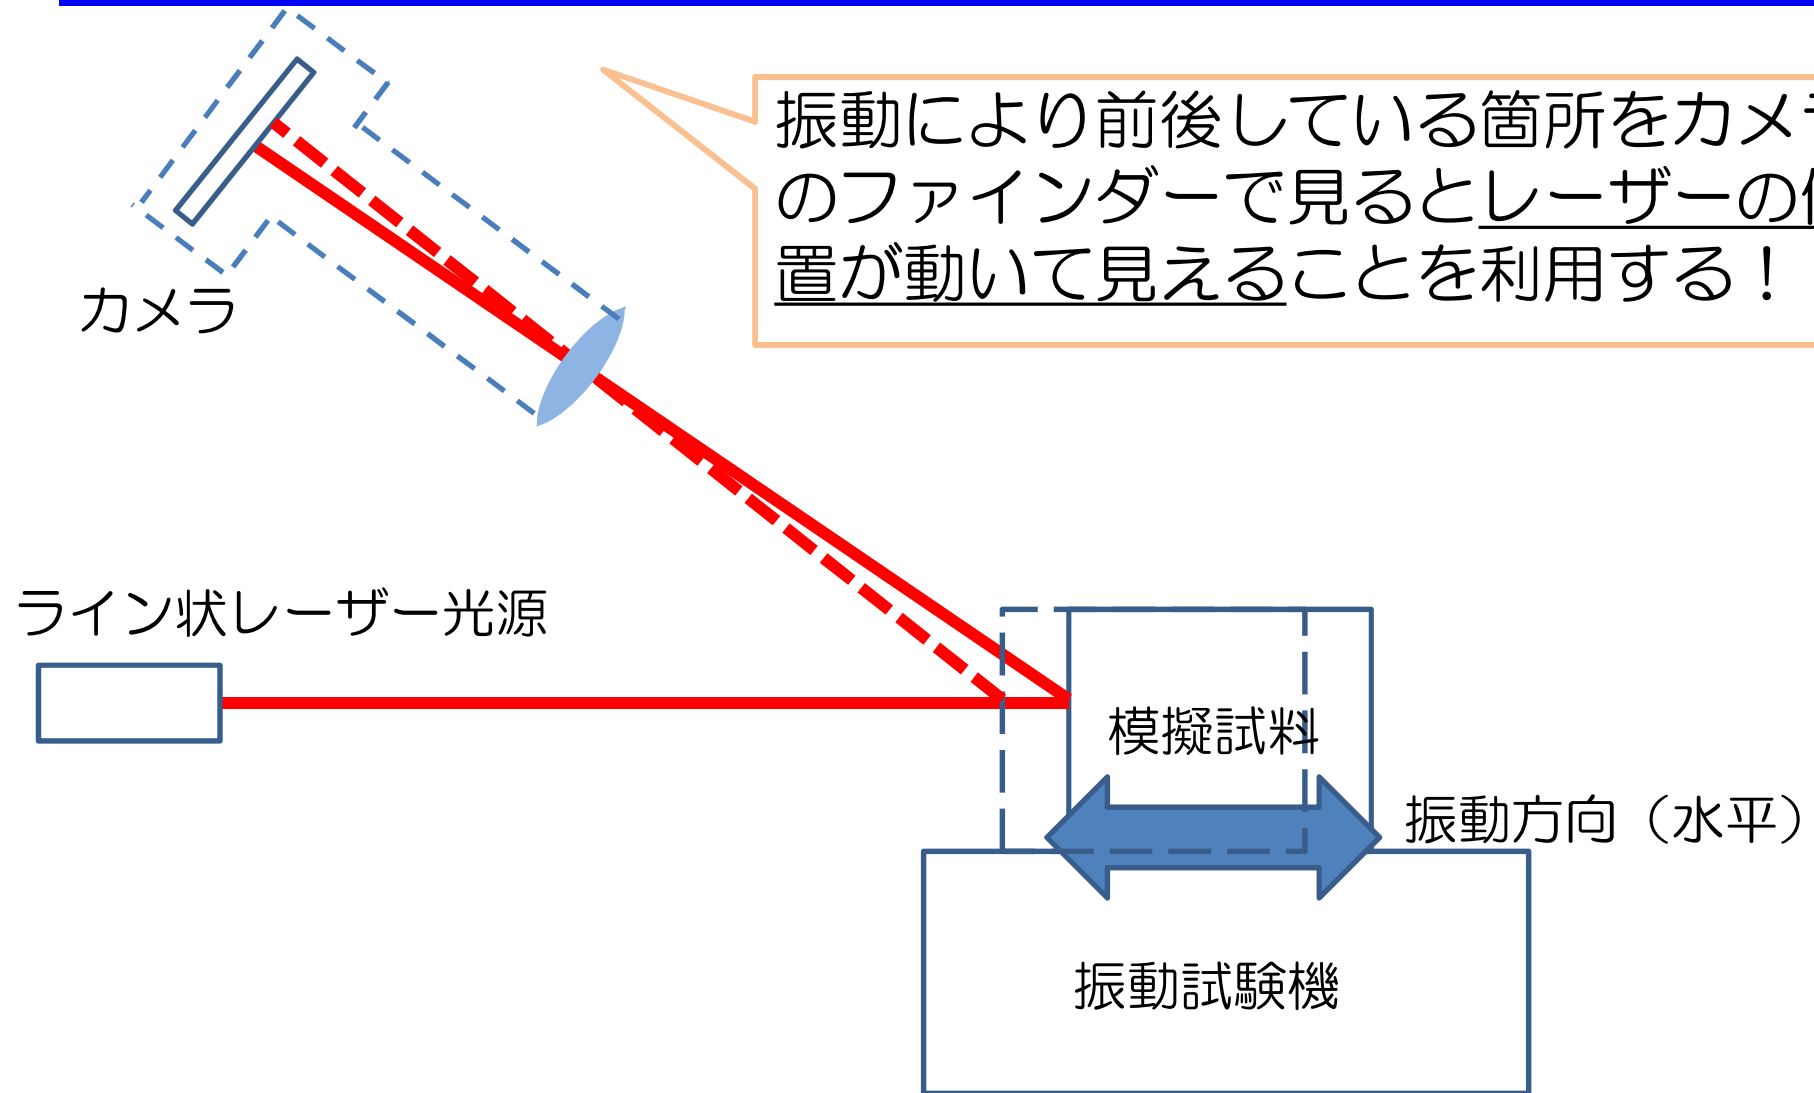 振動により前後している箇所をカメラ
のファインダーで見るとレーザーの位
置が動いて見えることを利用する！
カメラ
ライン状レーザー光源
模擬試料
振動方向（水平）
振動試験機